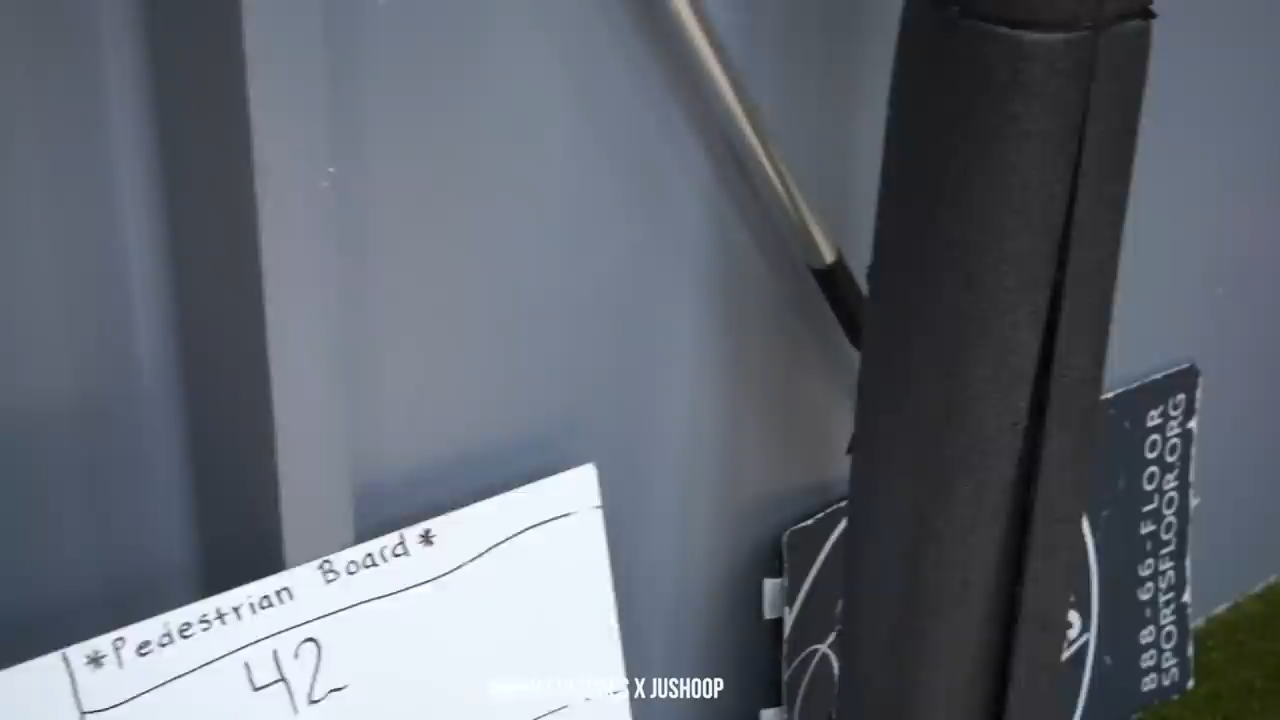 *Pedestrian Board*
42
888-66-FLOOR
SPORTSFLOOR.ORG
X JUSHOOP